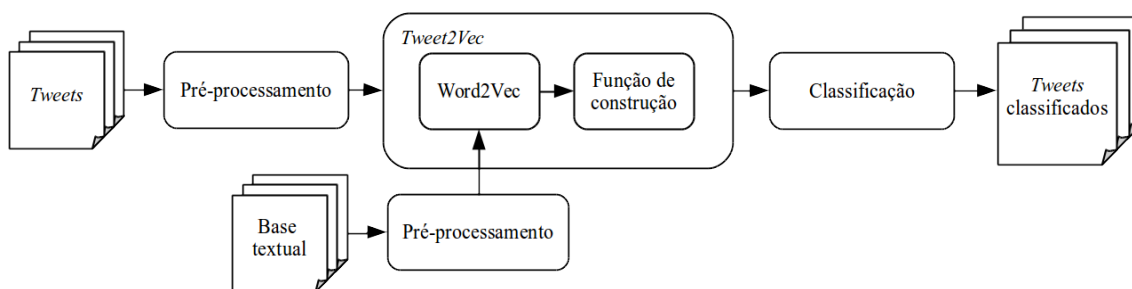 Tweets
Pré-processamento
Tweet2Vec
Word2Vec
Função de
construção
Classificação
Tweets
classificados
Base
textual
Pré-processamento